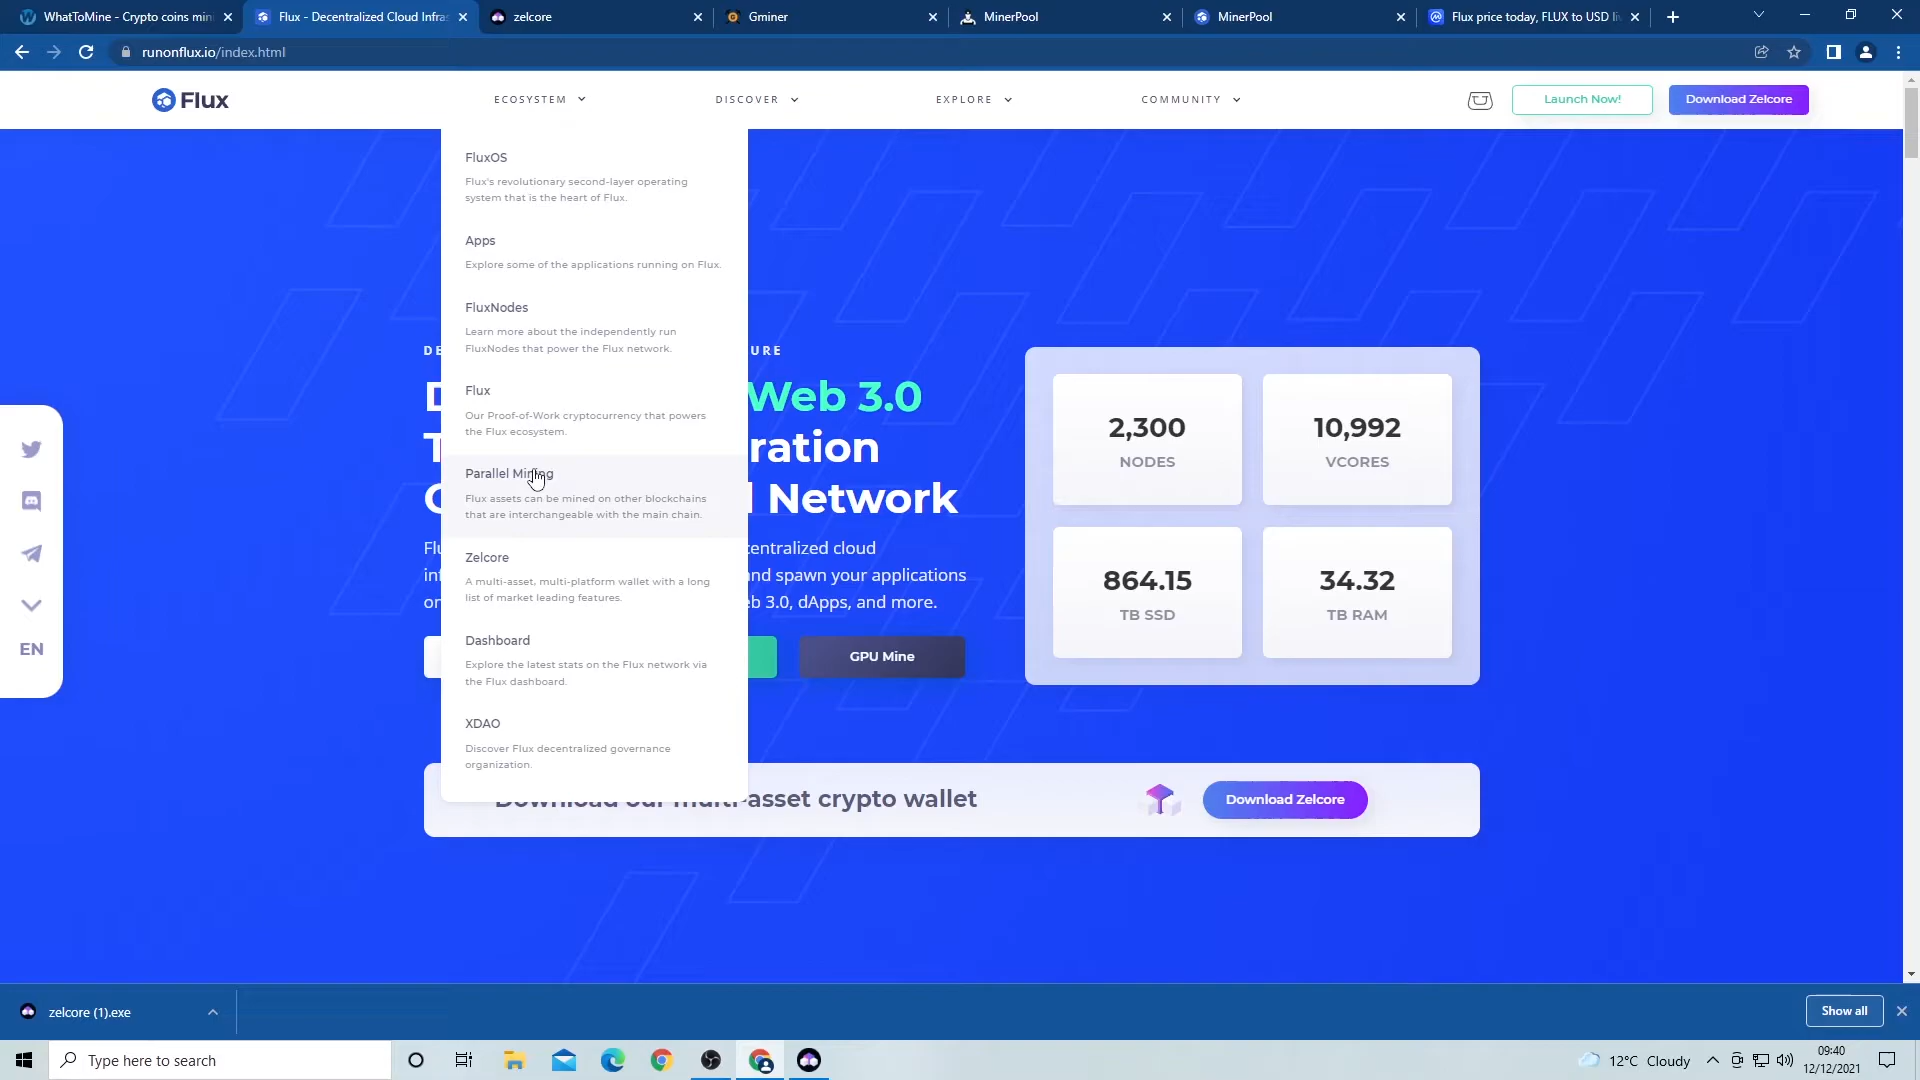 WhatToMine - Crypto coins min
Flux - Decentralized Cloud Infras
zelcore
Gminer
MinerPool
MinerPool
Flux price today, FLUX to USD li
runonflux.io/index.html
Flux
ECOSYSTEM
DISCOVER
EXPLORE
COMMUNITY
Launch Now!
Download Zelcore
FluxOS
Flux's revolutionary second-layer operating
system that is the heart of Flux.
Apps
Explore some of the applications running on Flux.
FluxNodes
Learn more about the independently run
FluxNodes that power the Flux network.
Flux
Our Proof-of-Work cryptocurrency that powers
the Flux ecosystem.
Parallel Mining
Flux assets can be mined on other blockchains
that are interchangeable with the main chain.
Zelcore
A multi-asset, multi-platform wallet with a long
list of market leading features.
Dashboard
Explore the latest stats on the Flux network via
the Flux dashboard.
XDAO
Discover Flux decentralized governance
organization.
Web 3.0
Network
and spawn your applications
3.0, dApps, and more.
GPU Mine
2,300
NODES
10,992
VCORES
864.15
TB SSD
34.32
TB RAM
EN
Download our multi-asset crypto wallet
Download Zelcore
zelcore (1).exe
Show all
Type here to search
12°C Cloudy
09:40
12/12/2021